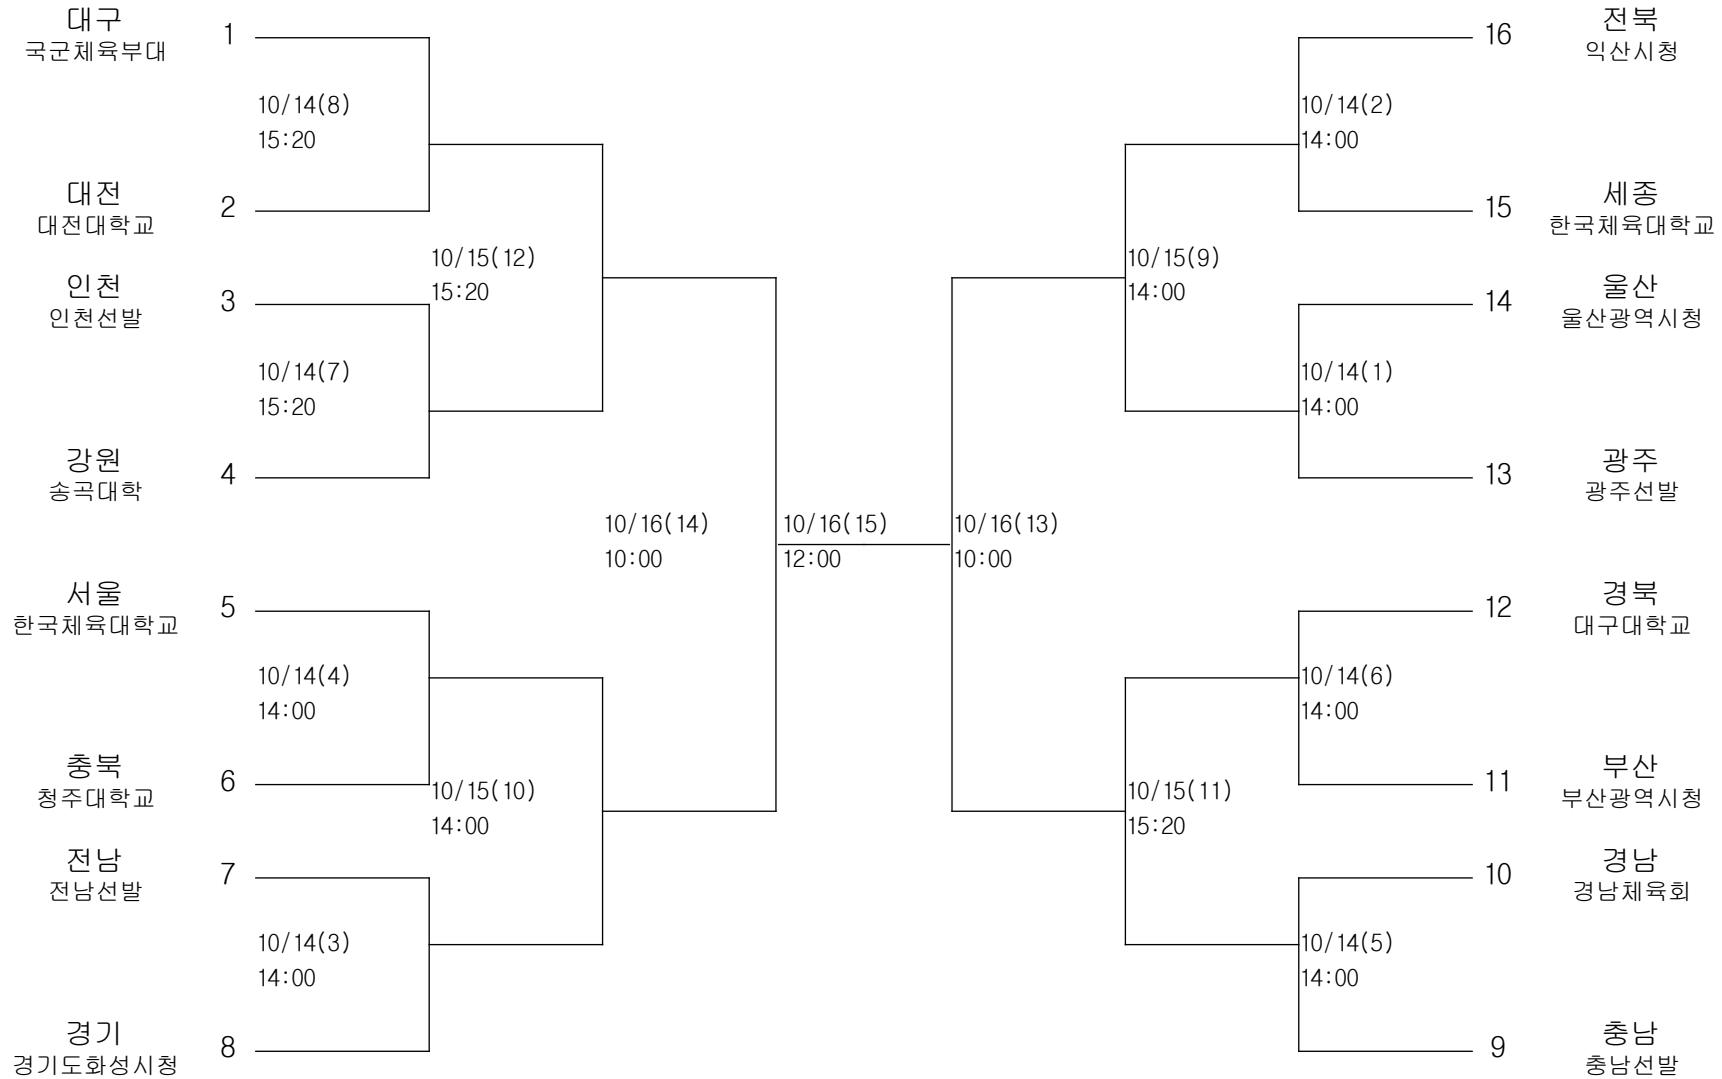 대구
국군체육부대
1
10/14(8)
15:20
대전
대전대학교
2
10/15(12)
15:20
인천
인천선발
3
10/14(7)
15:20
강원
송곡대학
4
10/16(14)
10:00
서울
한국체육대학교
5
10/14(4)
14:00
충북
청주대학교
6
10/15(10)
14:00
전남
전남선발
7
10/14(3)
14:00
경기
경기도화성시청
8
10/16(15)
12:00
16
전북
익산시청
10/14(2)
14:00
15
세종
한국체육대학교
10/15(9)
14:00
14
울산
울산광역시청
10/14(1)
14:00
13
광주
광주선발
10/16(13)
10:00
12
경북
대구대학교
10/14(6)
14:00
11
부산
부산광역시청
10/15(11)
15:20
10
경남
경남체육회
10/14(5)
14:00
9
충남
충남선발